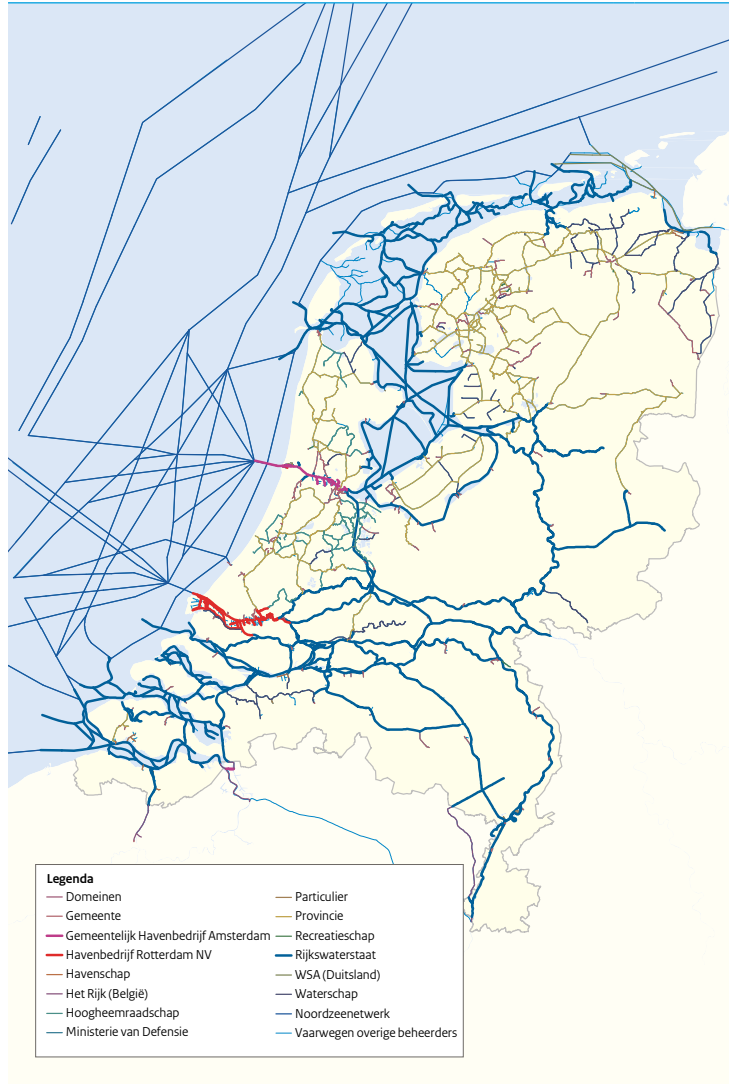 Legenda
Domeinen
Gemeente
Gemeentelijk Havenbedrijf Amsterdam
Havenbedrijf Rotterdam NV
Havenschap
Het Rijk (België)
Hoogheemraadschap
Ministerie van Defensie
Particulier
Provincie
Recreatieschap
Rijkswaterstaat
WSA (Duitsland)
Waterschap
Noordzeenetwerk
Vaarwegen overige beheerders